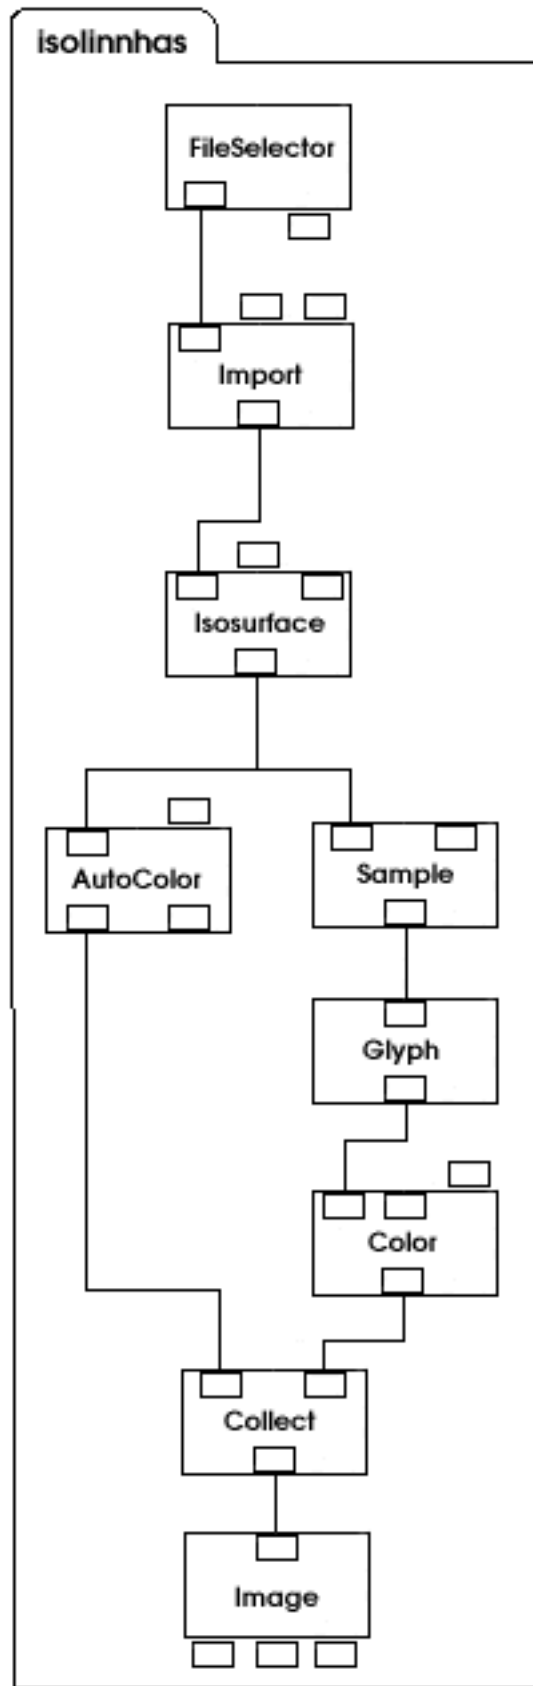 isolinnhas
FileSelector
Import
Isosurface
AutoColor
Sample
Glyph
Color
Collect
Image